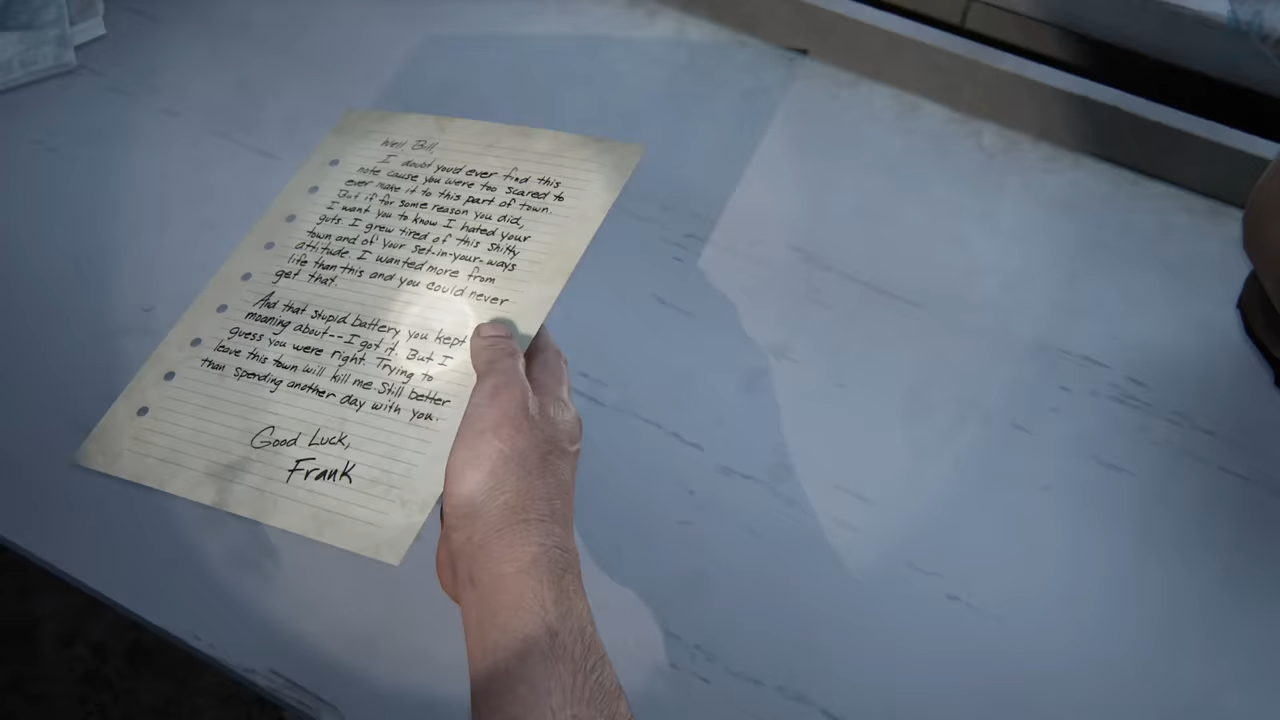 Well, Bill,
I doubt you'd ever find this
note cause you were too scared to
ever make it to this part of town.
But if for some reason you did,
I want you to know I hated your
guts. I grew tired of this shitty
town and of your set-in-your-ways
attitude. I wanted more from
life than this and you could never
get that.
And that stupid battery you kept
moaning about--I got it. But I
guess you were right. Trying to
leave this town will kill me. Still better
than spending another day with you.
Good Luck,
Frank